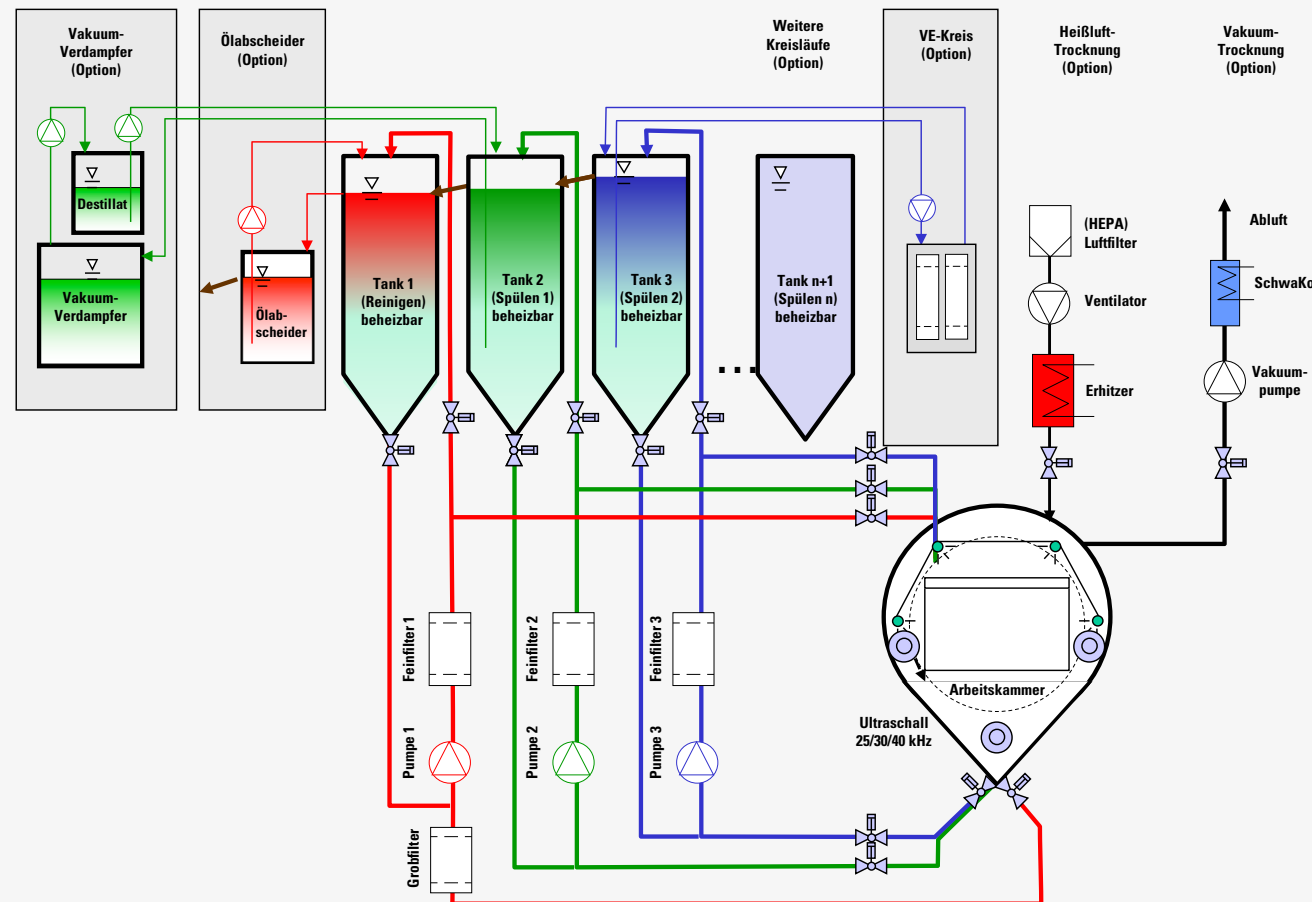 Vakuum-
Verdampfer
(Option)
Ölabscheider
(Option)
Weitere
Kreisläufe
(Option)
VE-Kreis
(Option)
Heißluft-
Trocknung
(Option)
Vakuum-
Trocknung
(Option)
Destillat
Vakuum-
Verdampfer
Ölab-
scheider
Tank 1
(Reinigen)
beheizbar
Tank 2
(Spülen 1)
beheizbar
Tank 3
(Spülen 2)
beheizbar
Tank n+1
(Spülen n)
beheizbar
...
(HEPA)
Luftfilter
Ventilator
Erhitzer
Abluft
SchwaKo
Vakuum-
pumpe
Feinfilter 1
Feinfilter 2
Feinfilter 3
Pumpe 1
Pumpe 2
Pumpe 3
Grobfilter
Arbeitskammer
Ultraschall
25/30/40 kHz